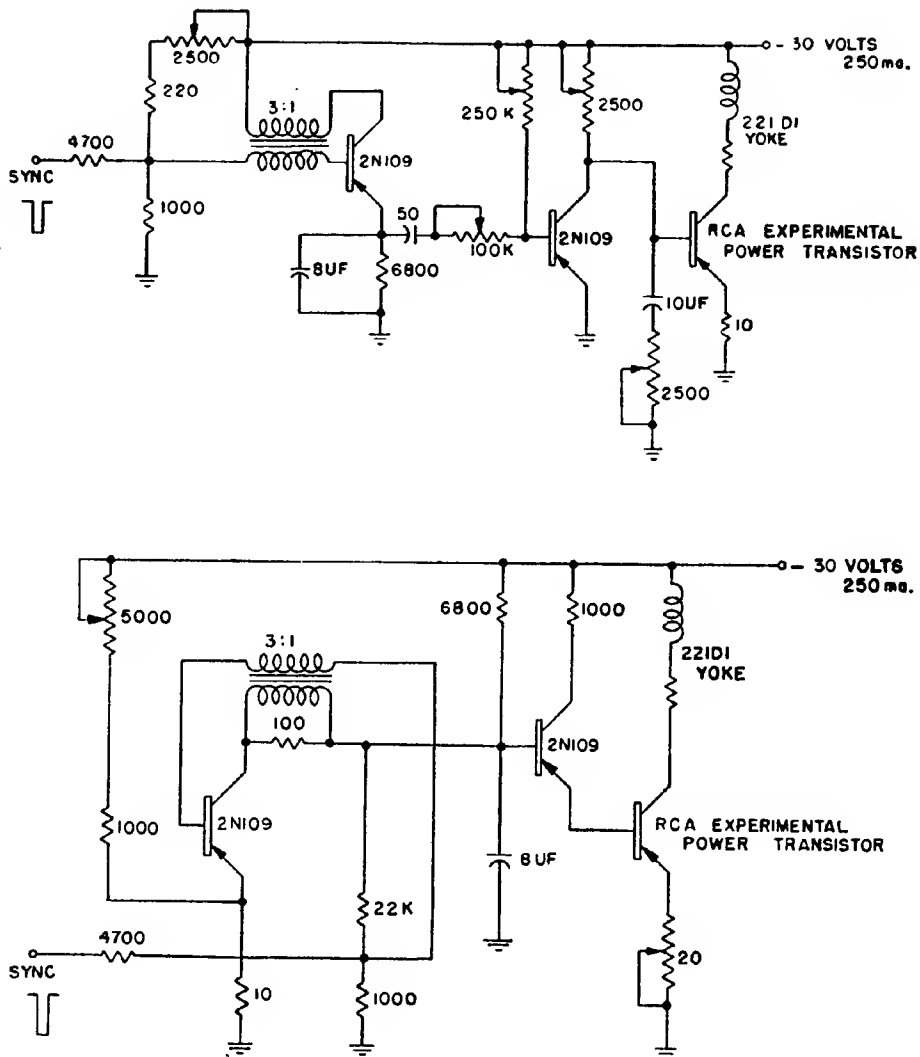 - 30 VOLTS
250 ma.
2500
220
3:1
4700
SYNC
1000
2N109
8UF
6800
50
100K
250 K
2500
2N109
221 D1
YOKE
RCA EXPERIMENTAL
POWER TRANSISTOR
10UF
10
2500
- 30 VOLTS
250 ma.
5000
3:1
6800
1000
221D1
YOKE
100
2N109
1000
2N109
RCA EXPERIMENTAL
POWER TRANSISTOR
8UF
22K
4700
SYNC
10
1000
20